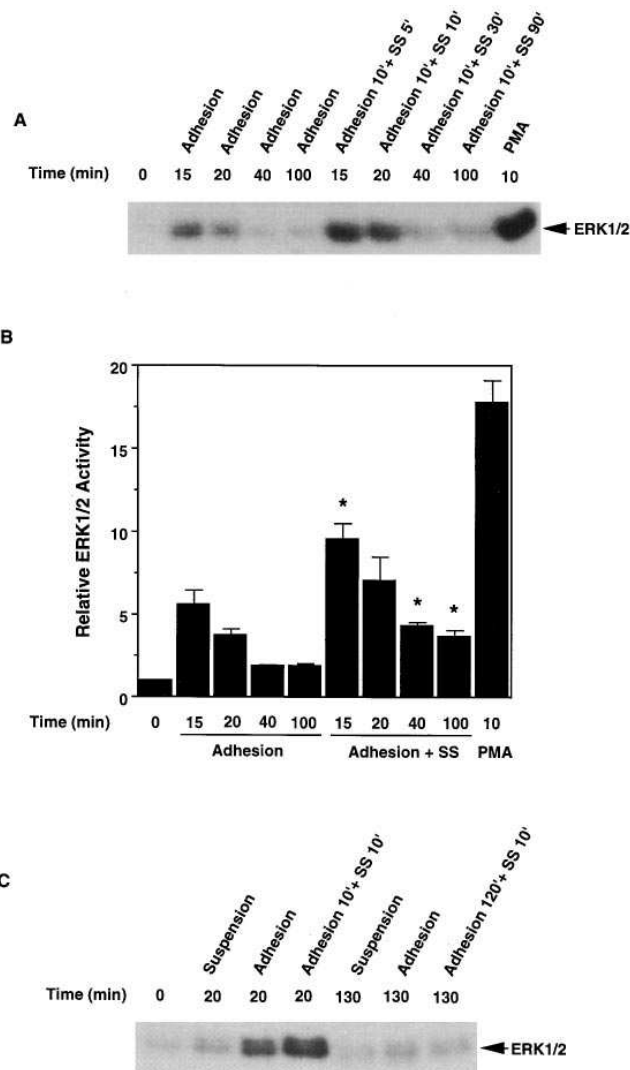 A
Adhesion
Adhesion
Adhesion
Adhesion
Adhesion 10'+ SS 5'
Adhesion 10'+ SS 10'
Adhesion 10'+ SS 30'
Adhesion 10'+ SS 90'
PMA
Time (min) 0 15 20 40 100 15 20 40 100 10
ERK1/2
B
Relative ERK1/2 Activity
20
15
10
5
0
*
*
*
Time (min) 0 15 20 40 100 15 20 40 100 10
Adhesion Adhesion + SS PMA
C
Suspension
Adhesion
Adhesion 10'+ SS 10'
Suspension
Adhesion
Adhesion 120'+ SS 10'
Time (min) 0 20 20 20 130 130 130
ERK1/2